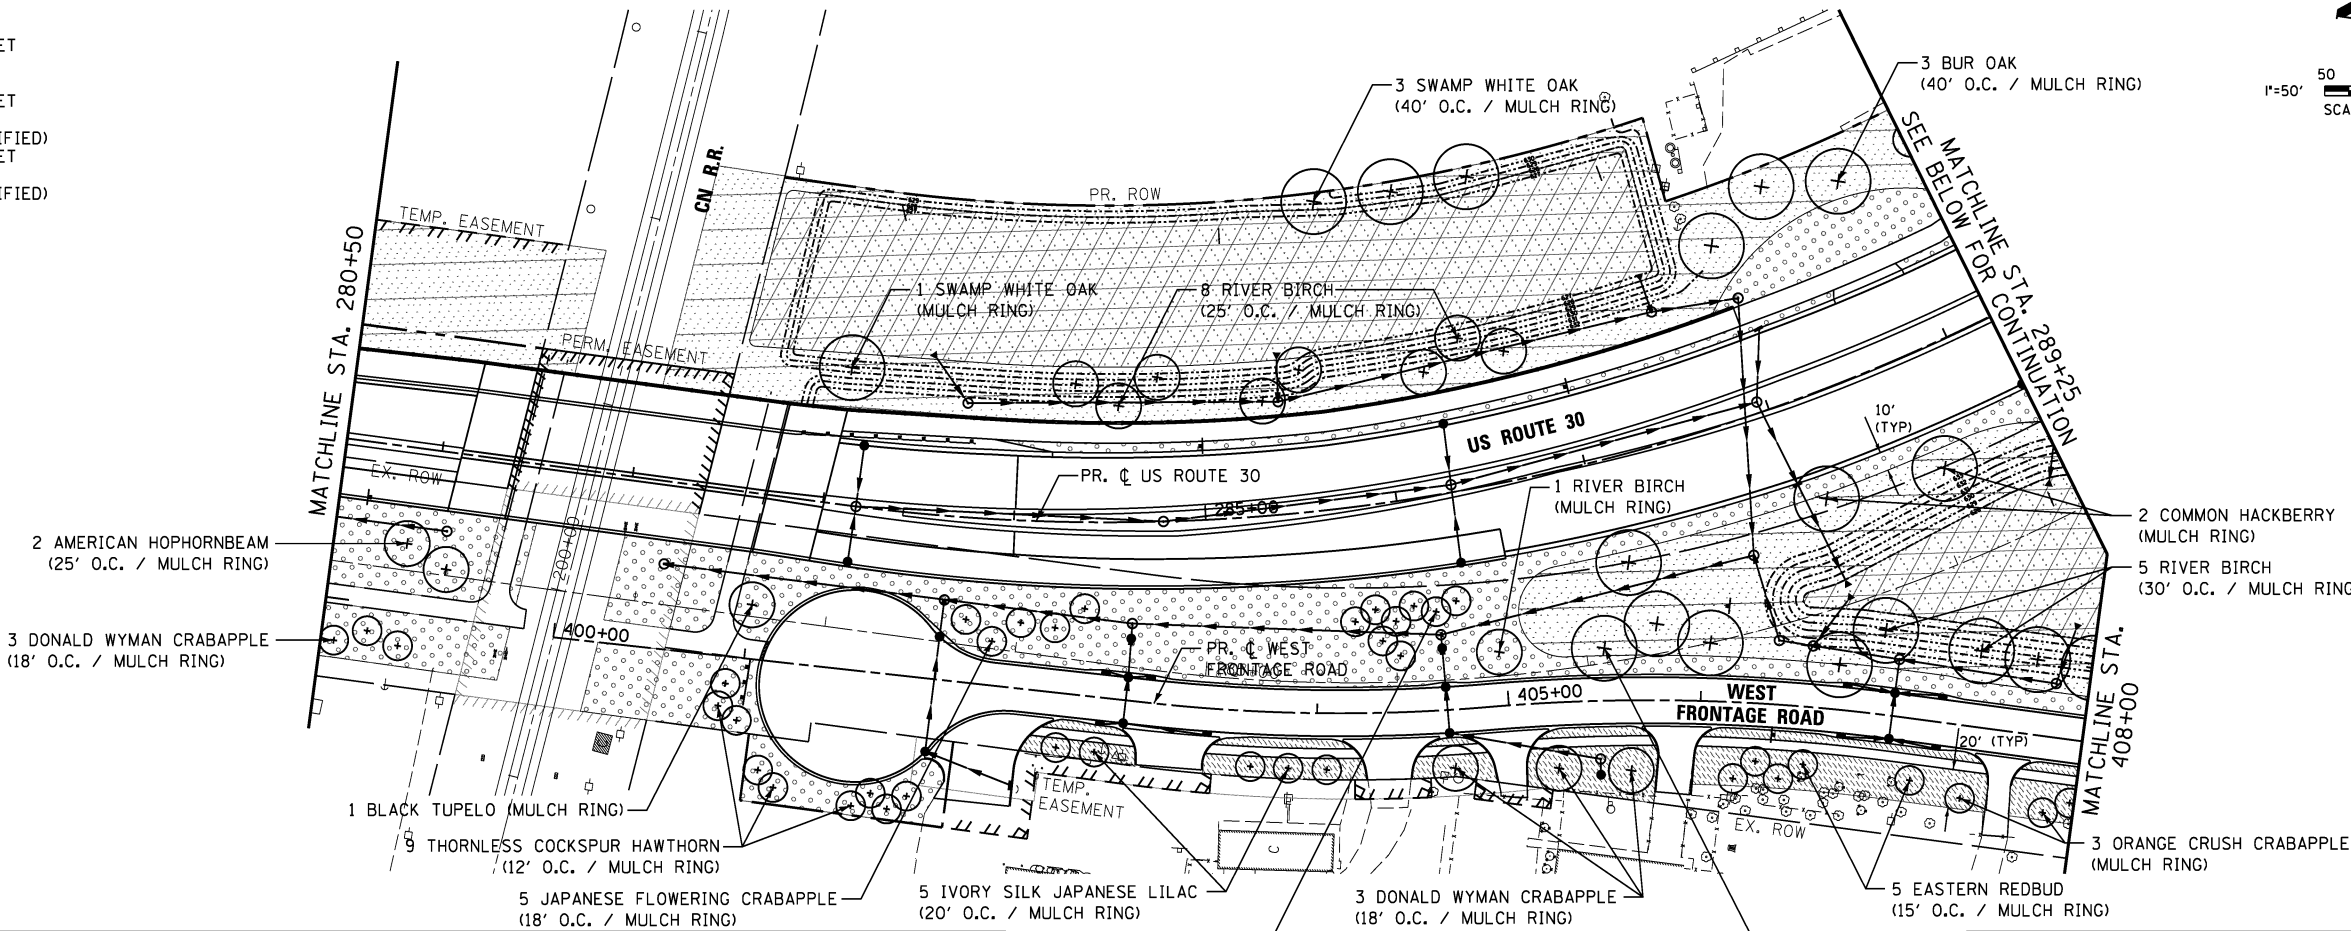 ET
ET
IFIED)
ET
IFIED)
3 SWAMP WHITE OAK
(40' O.C. / MULCH RING)
3 BUR OAK
(40' O.C. / MULCH RING)
50
1"=50'
SCA
MATCHLINE STA. 289+25
SEE BELOW FOR CONTINUATION
CN R.R.
PR. ROW
TEMP. EASEMENT
MATCHLINE STA. 280+50
1 SWAMP WHITE OAK
(MULCH RING)
8 RIVER BIRCH
(25' O.C. / MULCH RING)
PERM. EASEMENT
US ROUTE 30
10'
(TYP)
EX. ROW
PR. ℄ US ROUTE 30
285+00
1 RIVER BIRCH
(MULCH RING)
2 COMMON HACKBERRY
(MULCH RING)
2 AMERICAN HOPHORNBEAM
(25' O.C. / MULCH RING)
200+00
5 RIVER BIRCH
(30' O.C. / MULCH RING
3 DONALD WYMAN CRABAPPLE
(18' O.C. / MULCH RING)
400+00
PR. ℄ WEST
FRONTAGE ROAD
405+00
WEST
FRONTAGE ROAD
MATCHLINE STA.
408+00
20' (TYP)
TEMP.
EASEMENT
1 BLACK TUPELO (MULCH RING)
EX. ROW
9 THORNLESS COCKSPUR HAWTHORN
(12' O.C. / MULCH RING)
3 ORANGE CRUSH CRABAPPLE
(MULCH RING)
5 JAPANESE FLOWERING CRABAPPLE
(18' O.C. / MULCH RING)
5 IVORY SILK JAPANESE LILAC
(20' O.C. / MULCH RING)
3 DONALD WYMAN CRABAPPLE
(18' O.C. / MULCH RING)
5 EASTERN REDBUD
(15' O.C. / MULCH RING)